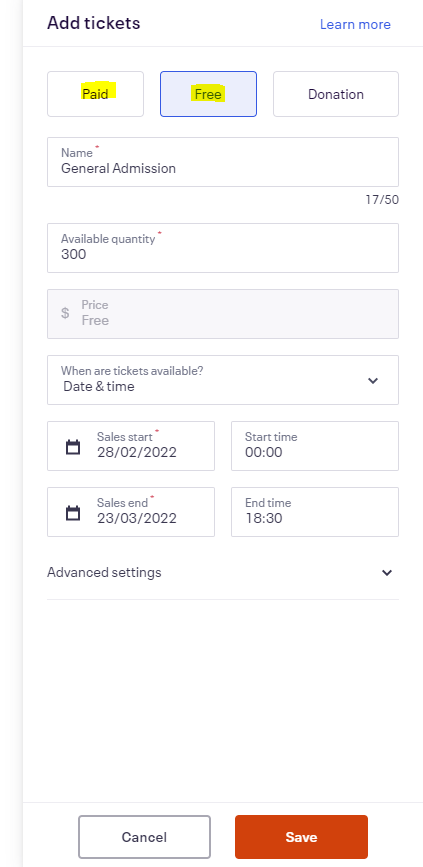 Add tickets Learn more
Paid Free Donation
Name *
General Admission
17/50
Available quantity *
300
$ Price
Free
When are tickets available?
Date & time
Sales start * Start time
28/02/2022 00:00
Sales end * End time
23/03/2022 18:30
Advanced settings
Cancel Save